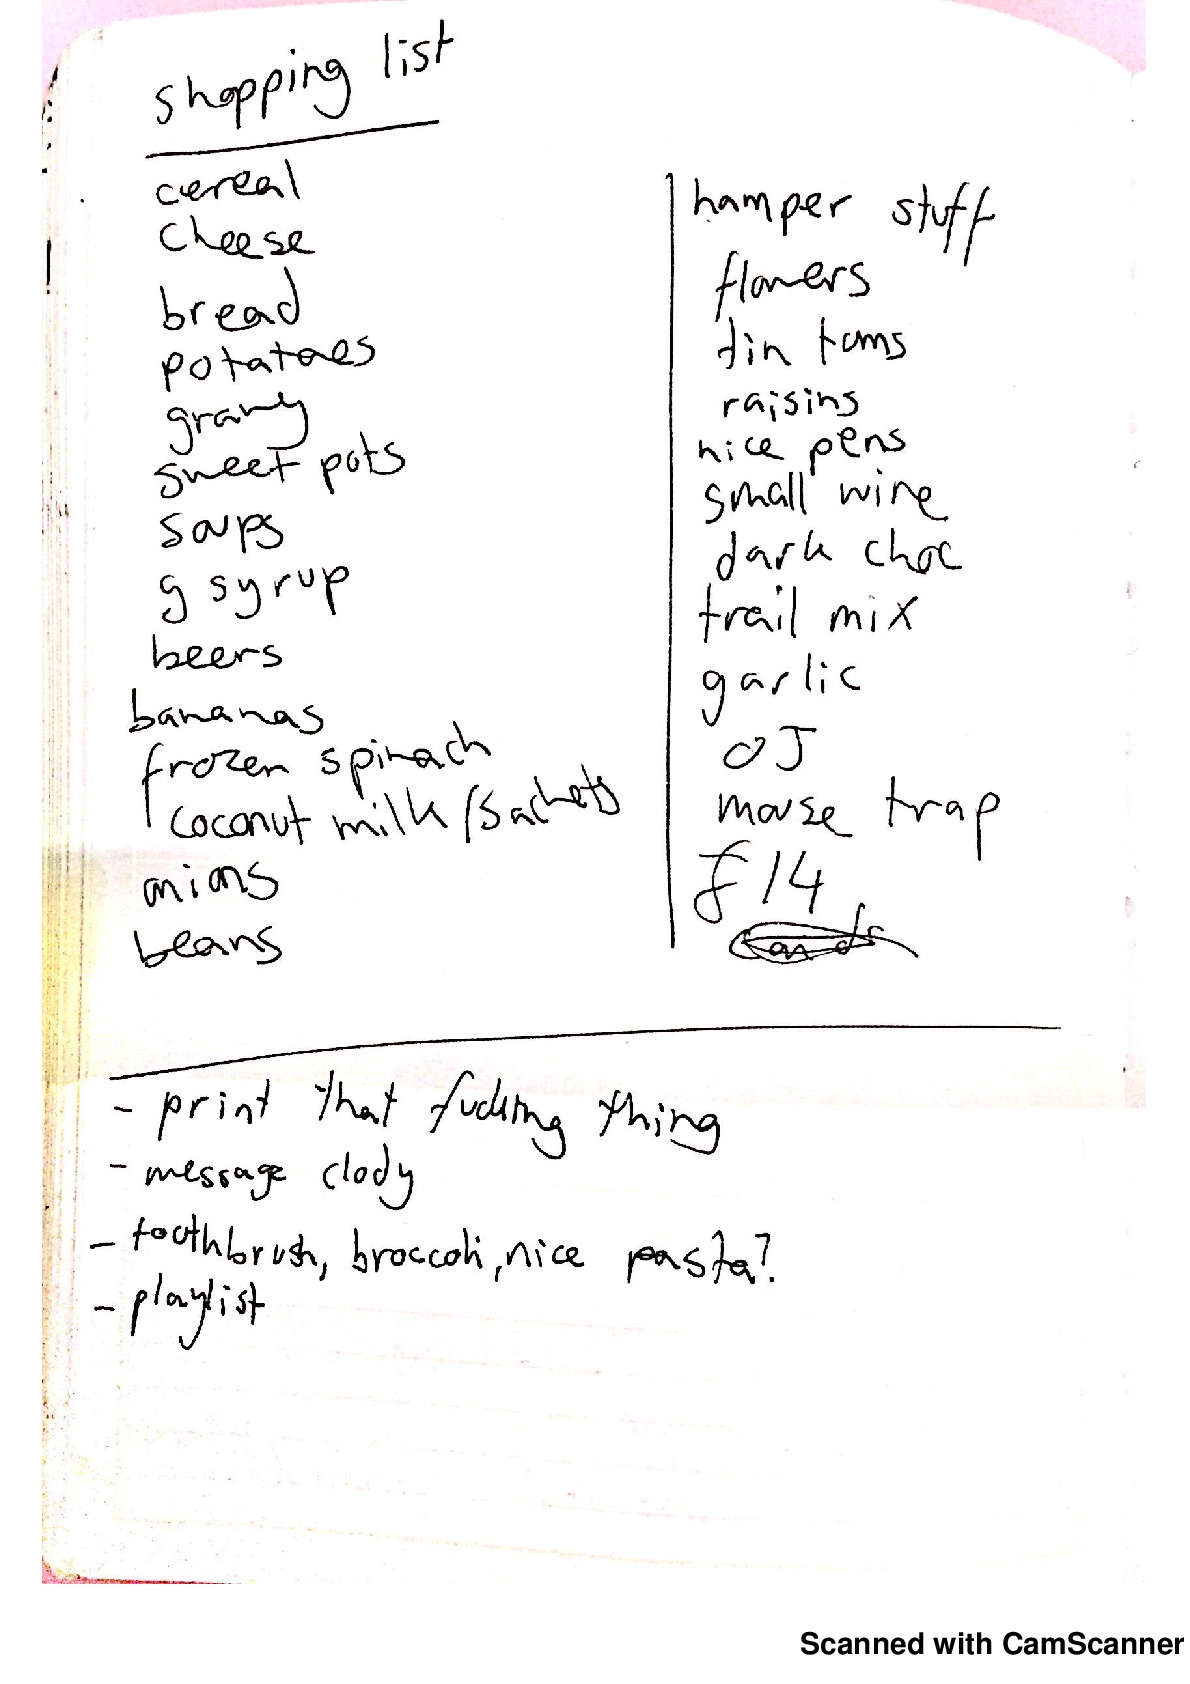 shopping list
cereal
cheese
bread
potatoes
gravy
sweet pots
soups
g syrup
beers
bananas
frozen spinach
coconut milk/sachets
onions
beans
hamper stuff
flowers
tin toms
raisins
nice pens
small wine
dark choc
trail mix
garlic
OJ
mouse trap
£14
- print that fucking thing
- message clody
- toothbrush, broccoli, nice pasta?
- playlist
Scanned with CamScanner